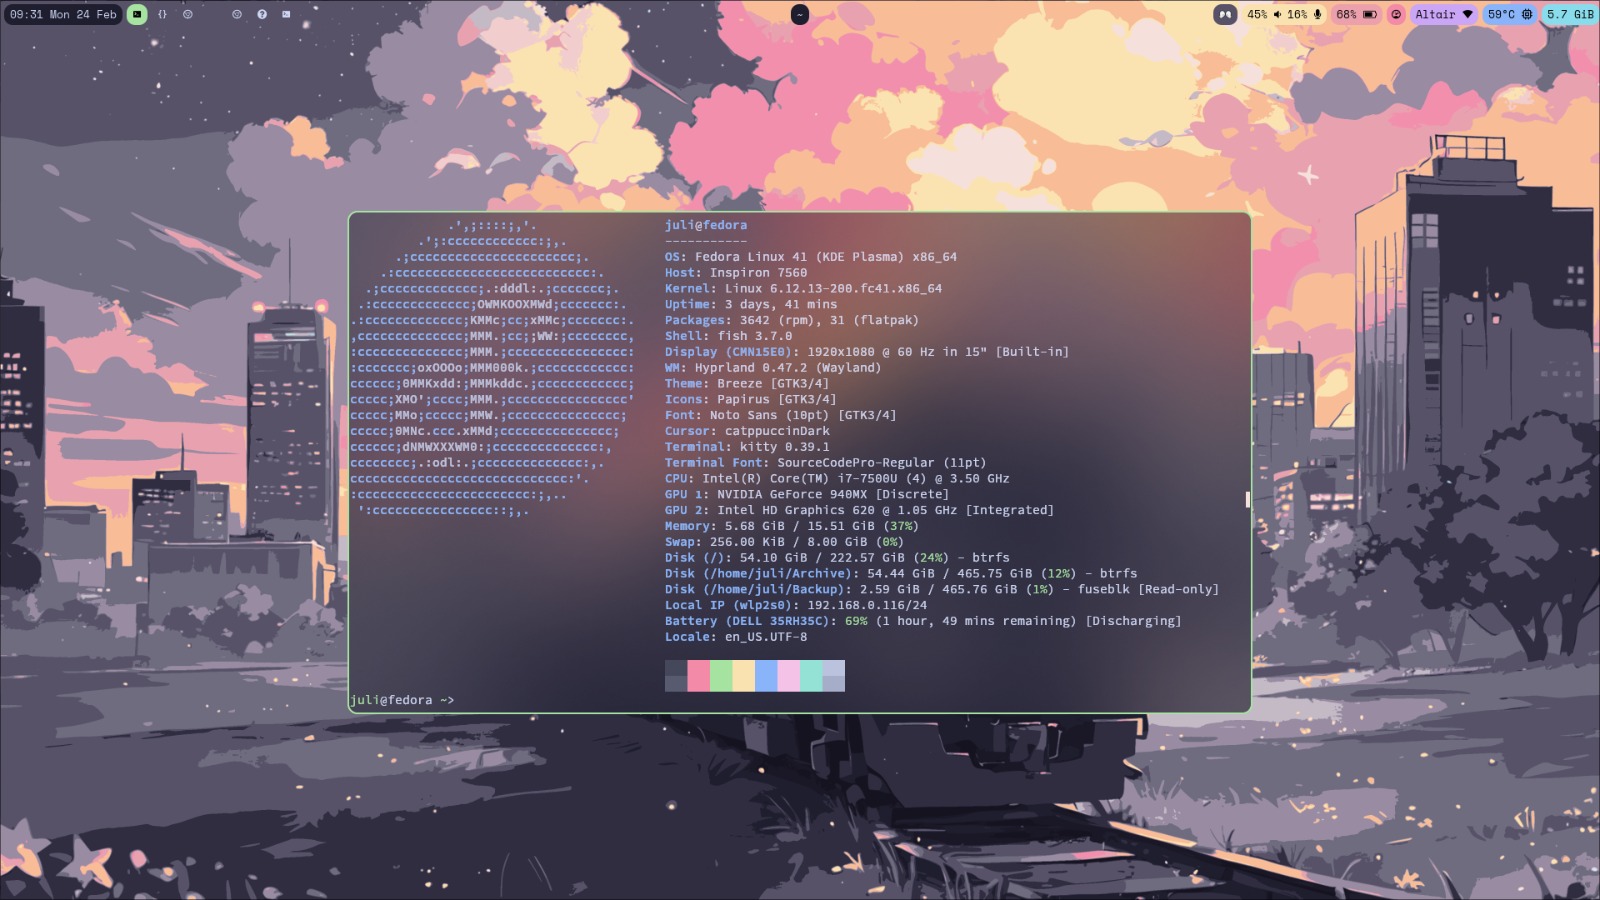 09:31 Mon 24 Feb
{}
~
45% 16%
68%
Altair
59°C
5.7 GiB
.',;::::;,'.
.';:cccccccccccc:;,.
.;cccccccccccccccccccccc;.
.:cccccccccccccccccccccccccc:.
.;ccccccccccccc;.:dddl:.;ccccccc;.
.:ccccccccccccc;OWMKOOXMWd;ccccccc:.
.:ccccccccccccc;KMMc;cc;xMMc;ccccccc:.
,cccccccccccccc;MMM.;cc;;WW:;cccccccc,
:cccccccccccccc;MMM.;cccccccccccccccc:
:ccccccc;oxOOOo;MMM000k.;cccccccccccc:
cccccc;0MMKxdd:;MMMkddc.;cccccccccccc;
ccccc;XMO';cccc;MMM.;cccccccccccccccc'
ccccc;MMo;ccccc;MMW.;ccccccccccccccc;
ccccc;0MNc.ccc.xMMd;ccccccccccccccc;
cccccc;dNMWXXXWM0:;cccccccccccccc:,
cccccccc;.:odl:.;cccccccccccccc:,.
ccccccccccccccccccccccccccccc:'.
:ccccccccccccccccccccccc:;,..
':cccccccccccccccc::;,.
juli@fedora
-----------
OS: Fedora Linux 41 (KDE Plasma) x86_64
Host: Inspiron 7560
Kernel: Linux 6.12.13-200.fc41.x86_64
Uptime: 3 days, 41 mins
Packages: 3642 (rpm), 31 (flatpak)
Shell: fish 3.7.0
Display (CMN15E0): 1920x1080 @ 60 Hz in 15" [Built-in]
WM: Hyprland 0.47.2 (Wayland)
Theme: Breeze [GTK3/4]
Icons: Papirus [GTK3/4]
Font: Noto Sans (10pt) [GTK3/4]
Cursor: catppuccinDark
Terminal: kitty 0.39.1
Terminal Font: SourceCodePro-Regular (11pt)
CPU: Intel(R) Core(TM) i7-7500U (4) @ 3.50 GHz
GPU 1: NVIDIA GeForce 940MX [Discrete]
GPU 2: Intel HD Graphics 620 @ 1.05 GHz [Integrated]
Memory: 5.68 GiB / 15.51 GiB (37%)
Swap: 256.00 KiB / 8.00 GiB (0%)
Disk (/): 54.10 GiB / 222.57 GiB (24%) - btrfs
Disk (/home/juli/Archive): 54.44 GiB / 465.75 GiB (12%) - btrfs
Disk (/home/juli/Backup): 2.59 GiB / 465.76 GiB (1%) - fuseblk [Read-only]
Local IP (wlp2s0): 192.168.0.116/24
Battery (DELL 35RH35C): 69% (1 hour, 49 mins remaining) [Discharging]
Locale: en_US.UTF-8
juli@fedora ~>